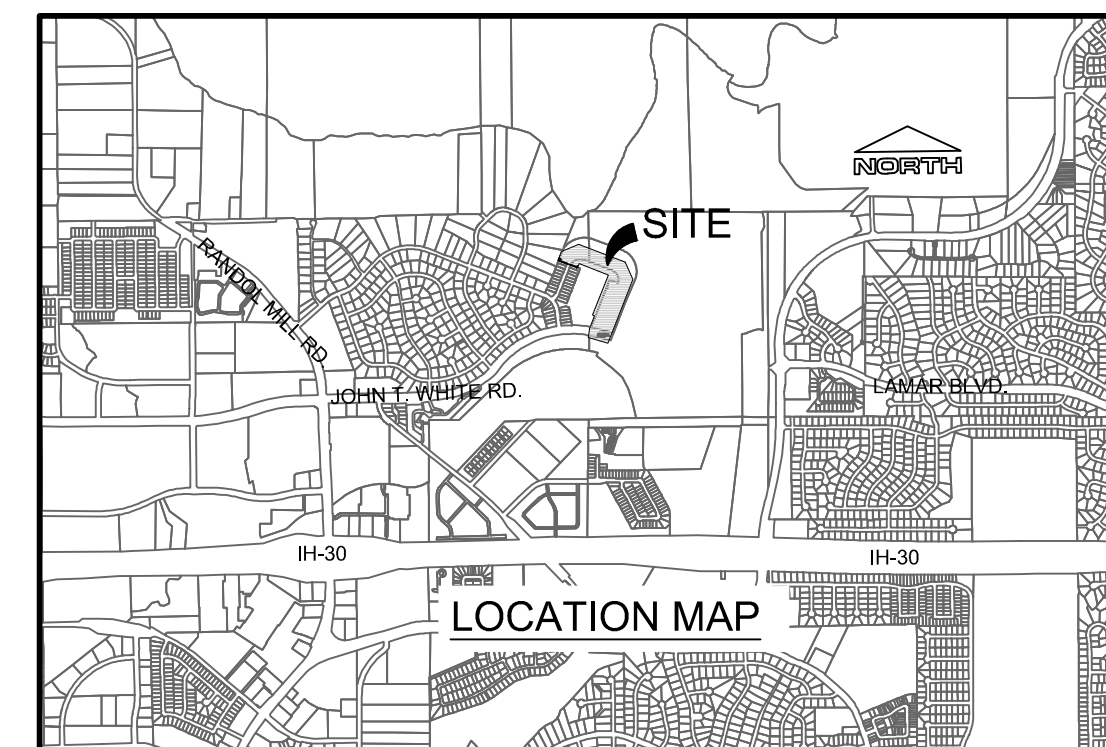 NORTH
SITE
RANDOL MILL RD.
JOHN T. WHITE RD.
LAMAR BLVD.
IH-30
IH-30
LOCATION MAP